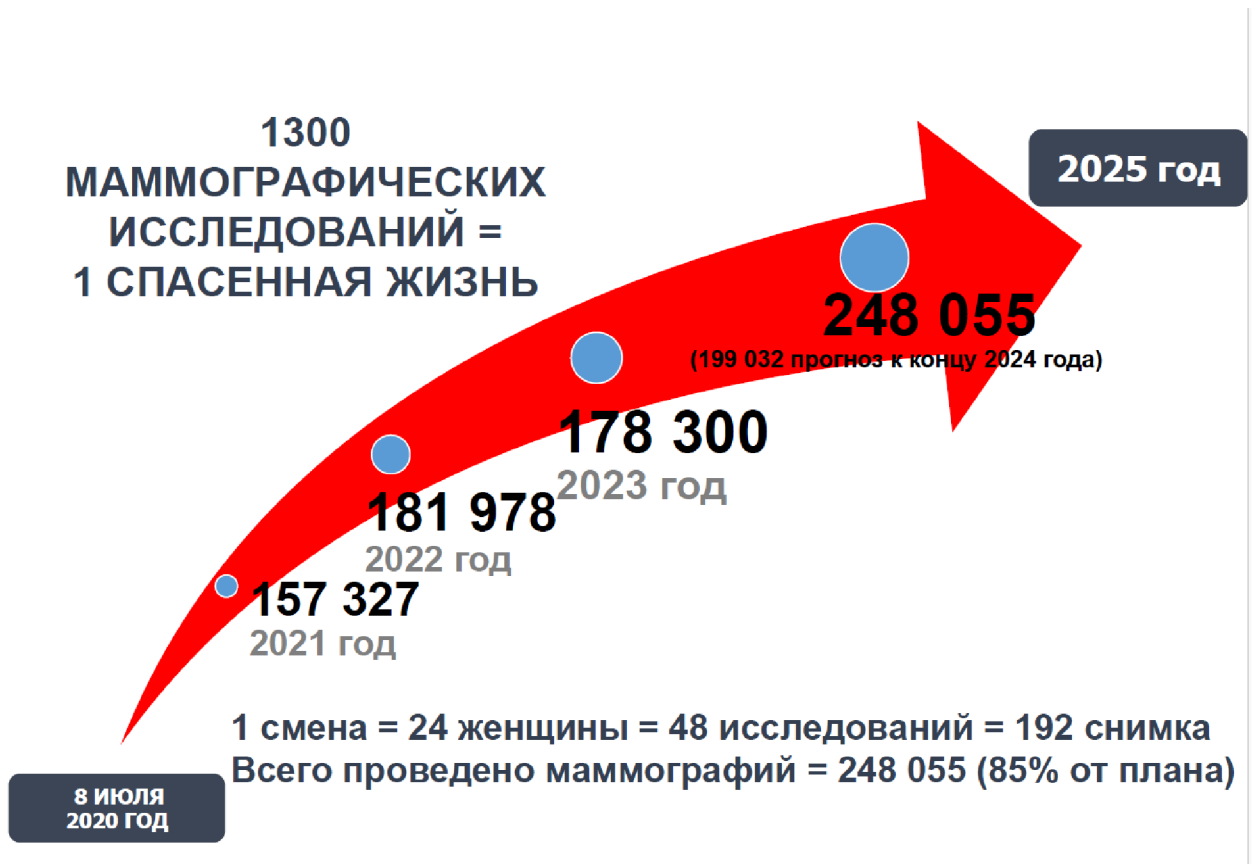 1300
МАММОГРАФИЧЕСКИХ
ИССЛЕДОВАНИЙ =
1 СПАСЕННАЯ ЖИЗНЬ
2025 год
248 055
(199 032 прогноз к концу 2024 года)
178 300
2023 год
181 978
2022 год
157 327
2021 год
1 смена = 24 женщины = 48 исследований = 192 снимка
Всего проведено маммографий = 248 055 (85% от плана)
8 ИЮЛЯ
2020 ГОД